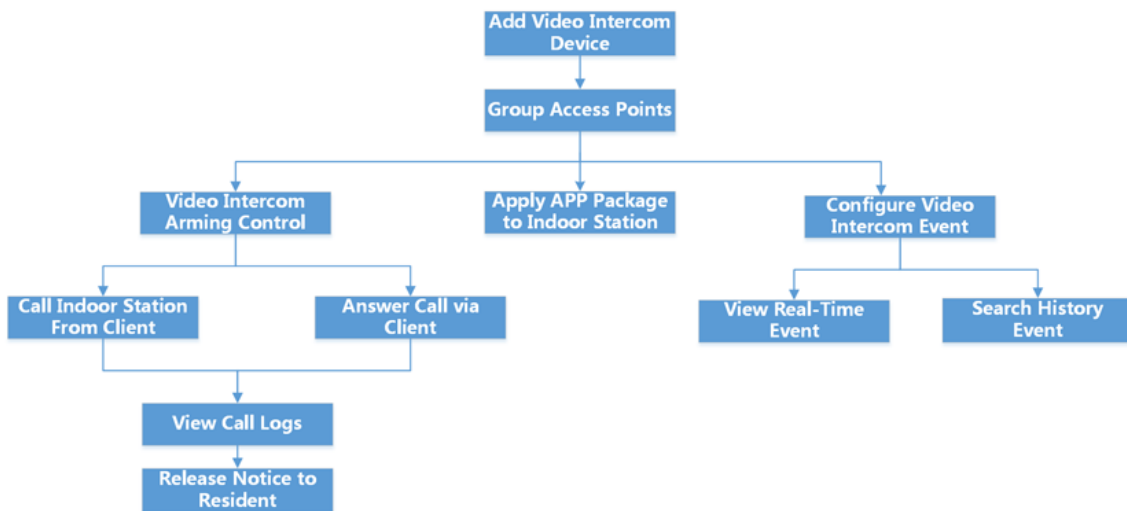 Add Video Intercom
Device
Group Access Points
Video Intercom
Arming Control
Apply APP Package
to Indoor Station
Configure Video
Intercom Event
Call Indoor Station
From Client
Answer Call via
Client
View Real-Time
Event
Search History
Event
View Call Logs
Release Notice to
Resident